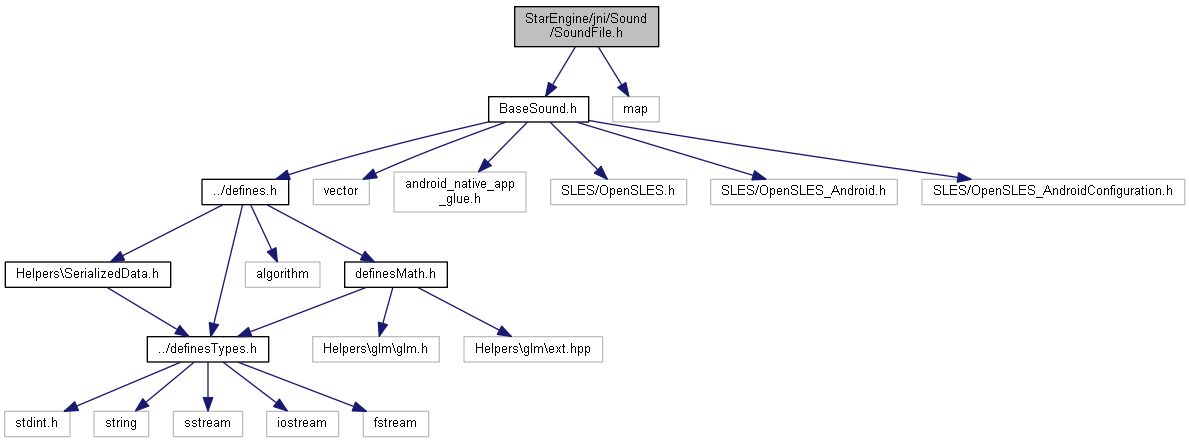 StarEngine/jni/Sound
/SoundFile.h
BaseSound.h
map
../defines.h
vector
android_native_app
_glue.h
SLES/OpenSLES.h
SLES/OpenSLES_Android.h
SLES/OpenSLES_AndroidConfiguration.h
Helpers\SerializedData.h
algorithm
definesMath.h
../definesTypes.h
Helpers\glm\glm.h
Helpers\glm\ext.hpp
stdint.h
string
sstream
iostream
fstream